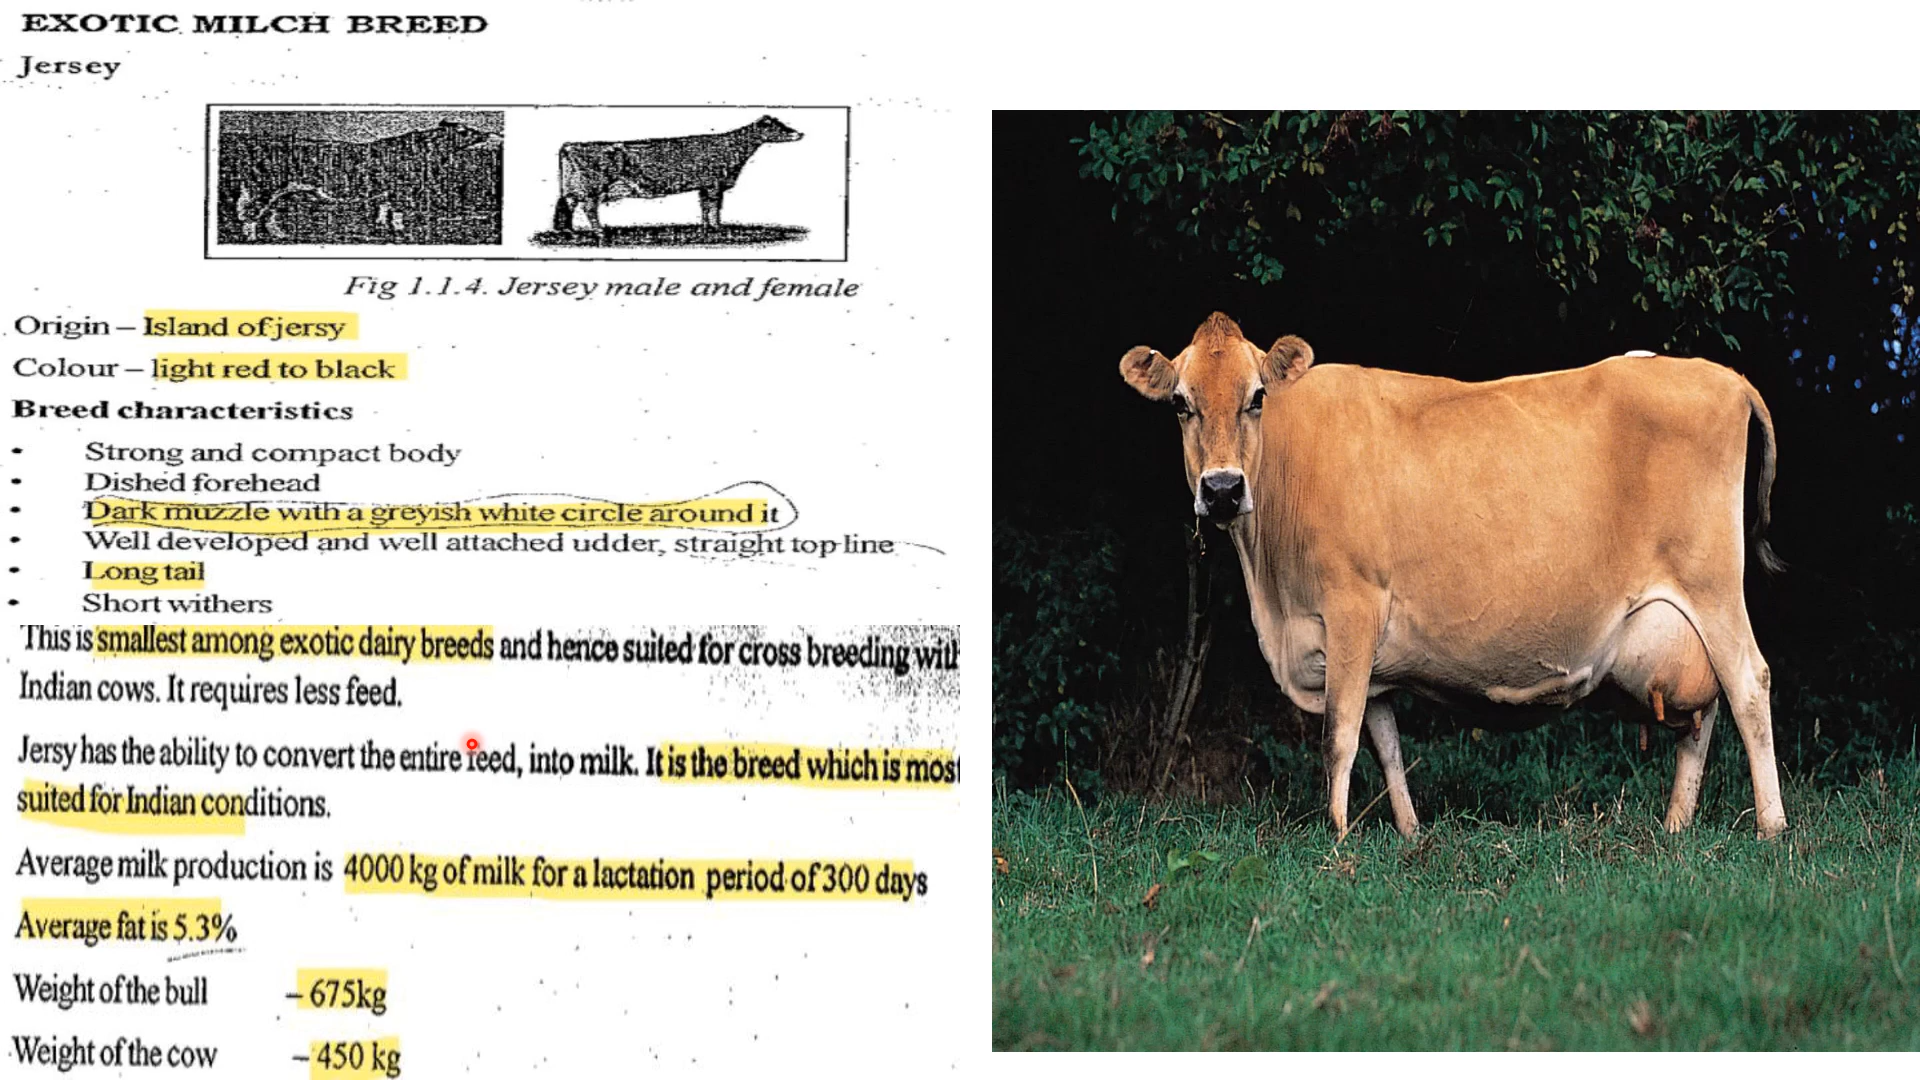 EXOTIC MILCH BREED
Jersey
Fig 1.1.4. Jersey male and female
Origin – Island of jersy
Colour – light red to black
Breed characteristics
• Strong and compact body
• Dished forehead
• Dark muzzle with a greyish white circle around it
• Well developed and well attached udder, straight top line
• Long tail
• Short withers
This is smallest among exotic dairy breeds and hence suited for cross breeding with
Indian cows. It requires less feed.
Jersy has the ability to convert the entire feed, into milk. It is the breed which is most
suited for Indian conditions.
Average milk production is 4000 kg of milk for a lactation period of 300 days
Average fat is 5.3%
Weight of the bull – 675kg
Weight of the cow – 450 kg